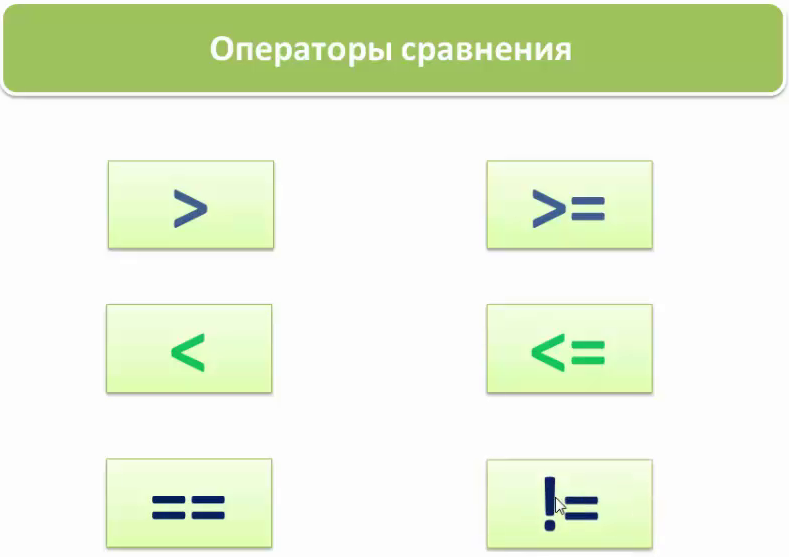 Операторы сравнения
> >=
< <=
== !=